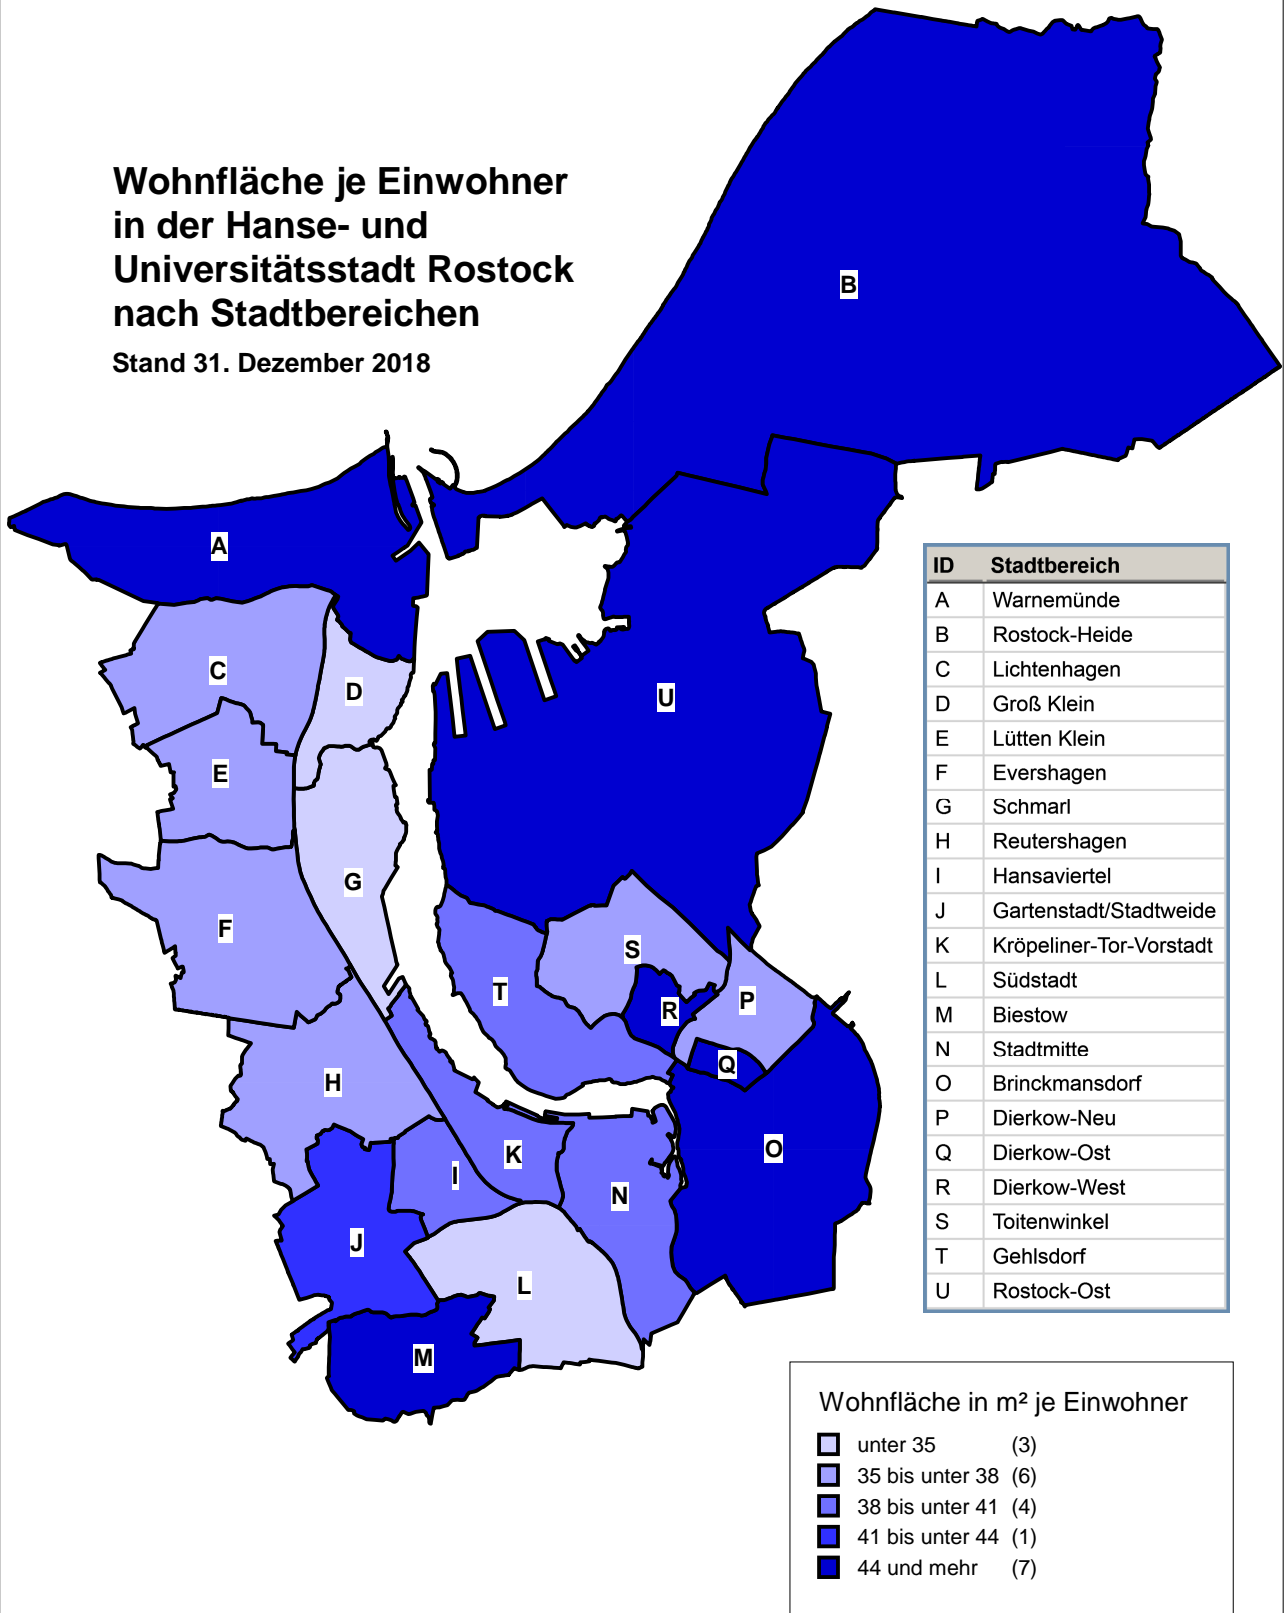 Wohnfläche je Einwohner
in der Hanse- und
Universitätsstadt Rostock
nach Stadtbereichen
Stand 31. Dezember 2018
B
A
C
D
U
E
G
F
S
T
R
P
Q
H
K
O
I
N
J
L
M
ID Stadtbereich
A Warnemünde
B Rostock-Heide
C Lichtenhagen
D Groß Klein
E Lütten Klein
F Evershagen
G Schmarl
H Reutershagen
I Hansaviertel
J Gartenstadt/Stadtweide
K Kröpeliner-Tor-Vorstadt
L Südstadt
M Biestow
N Stadtmitte
O Brinckmansdorf
P Dierkow-Neu
Q Dierkow-Ost
R Dierkow-West
S Toitenwinkel
T Gehlsdorf
U Rostock-Ost
Wohnfläche in m² je Einwohner
unter 35 (3)
35 bis unter 38 (6)
38 bis unter 41 (4)
41 bis unter 44 (1)
44 und mehr (7)